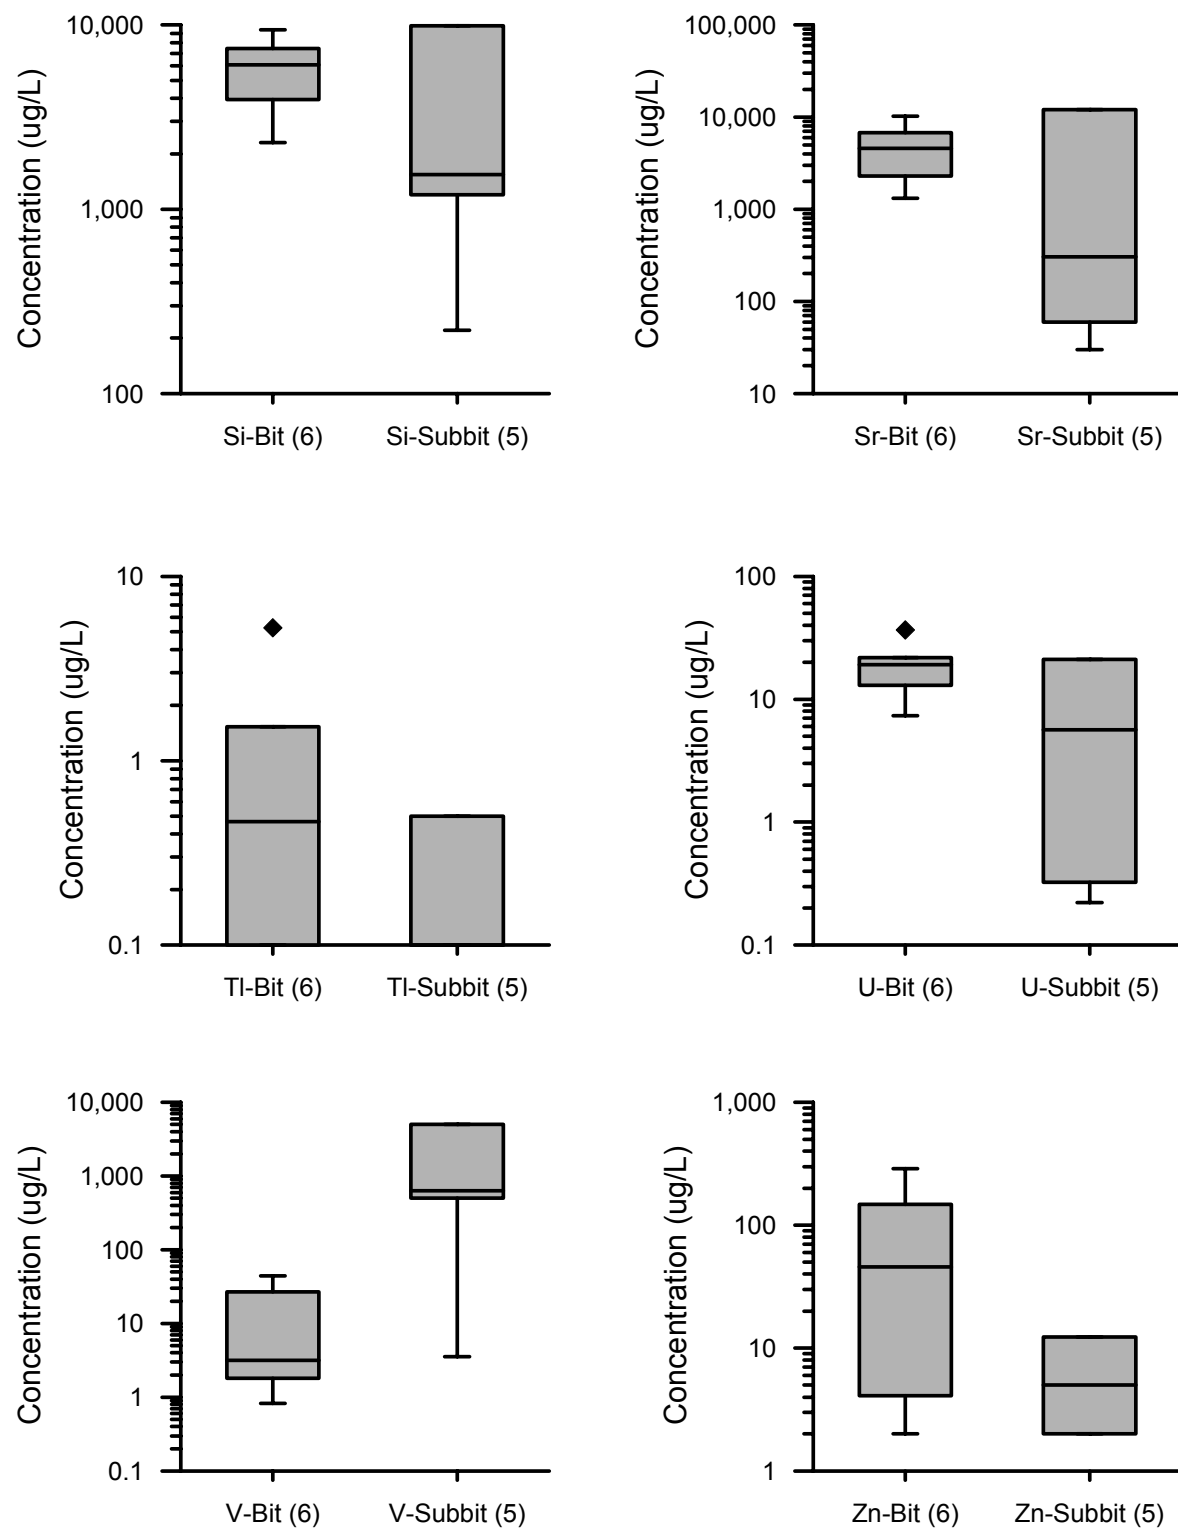 10,000
1,000
100
Concentration (ug/L)
Si-Bit (6)
Si-Subbit (5)
100,000
10,000
1,000
100
10
Concentration (ug/L)
Sr-Bit (6)
Sr-Subbit (5)
10
1
0.1
Concentration (ug/L)
Tl-Bit (6)
Tl-Subbit (5)
100
10
1
0.1
Concentration (ug/L)
U-Bit (6)
U-Subbit (5)
10,000
1,000
100
10
1
0.1
Concentration (ug/L)
V-Bit (6)
V-Subbit (5)
1,000
100
10
1
Concentration (ug/L)
Zn-Bit (6)
Zn-Subbit (5)